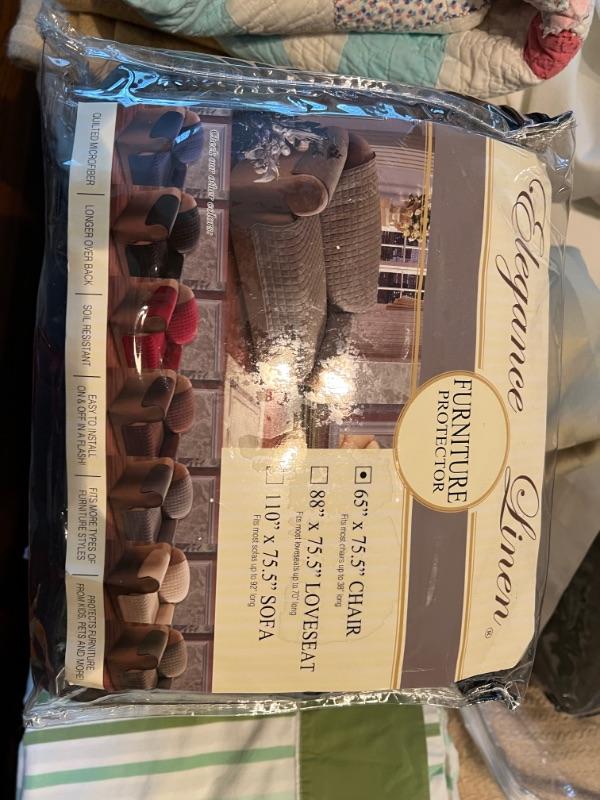 Elegance Linen®
FURNITURE
PROTECTOR
65" x 75.5" CHAIR
Fits most chairs up to 38" long
88" x 75.5" LOVESEAT
Fits most loveseats up to 70" long
110" x 75.5" SOFA
Fits most sofas up to 92" long
Check our other colors:
QUILTED MICROFIBER
LONGER OVER BACK
SOIL RESISTANT
EASY TO INSTALL
ON & OFF IN A FLASH!
FITS MORE TYPES OF
FURNITURE STYLES
PROTECTS FURNITURE
FROM KIDS, PETS AND MORE!